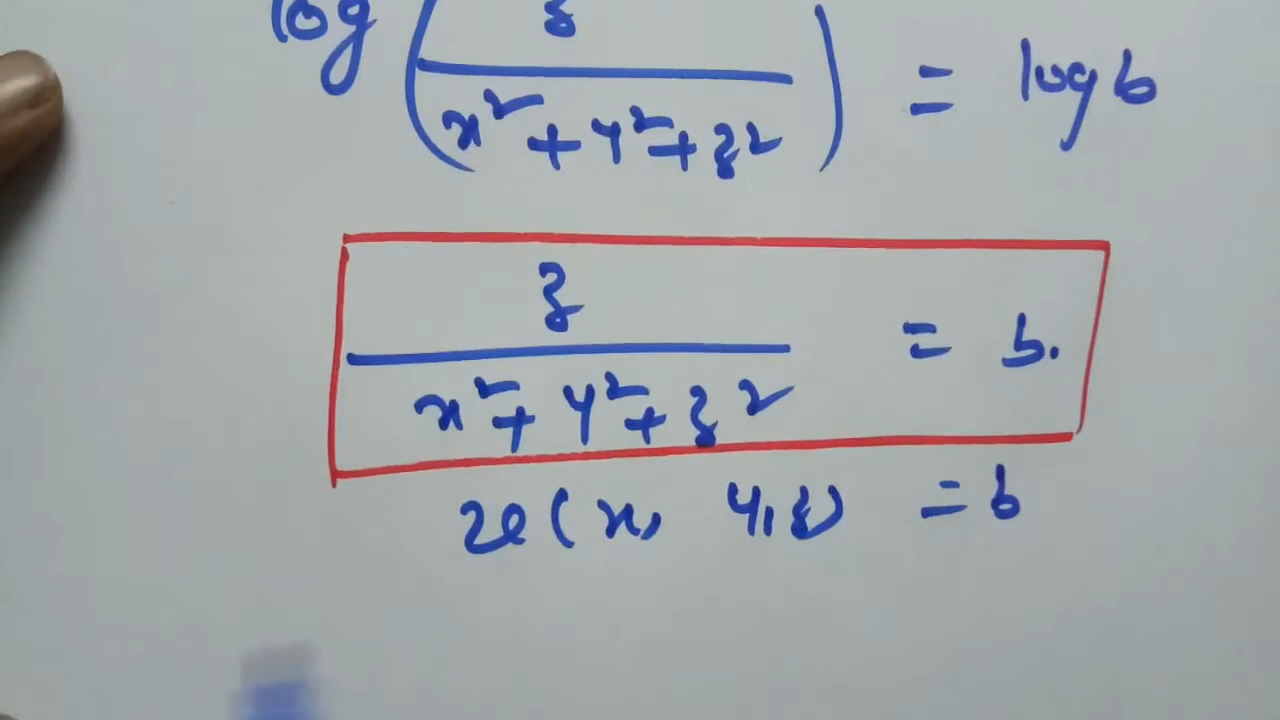 log ( z / x² + y² + z² ) = log b
z / x² + y² + z² = b.
u ( x, y, z ) = b